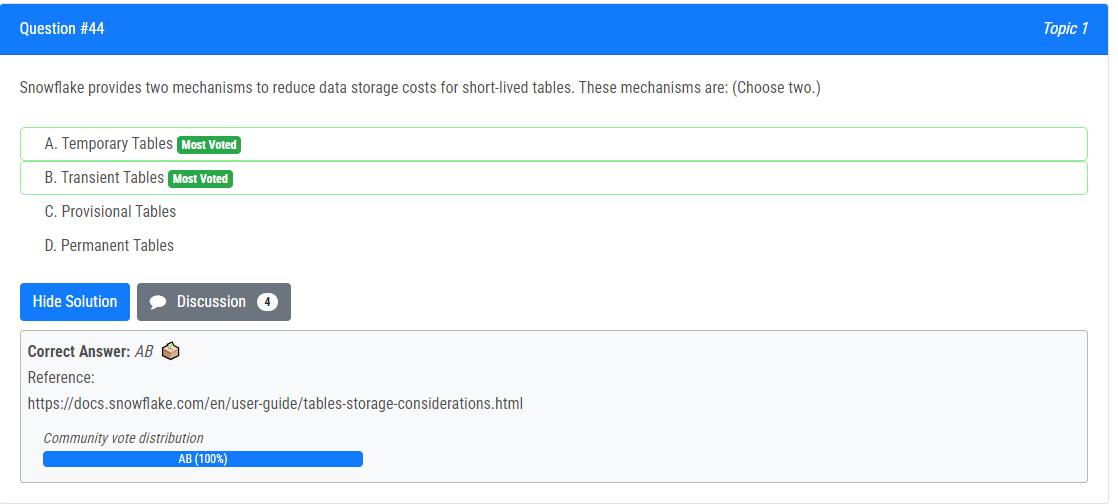 Question #44 Topic 1
Snowflake provides two mechanisms to reduce data storage costs for short-lived tables. These mechanisms are: (Choose two.)
A. Temporary Tables Most Voted
B. Transient Tables Most Voted
C. Provisional Tables
D. Permanent Tables
Hide Solution Discussion 4
Correct Answer: AB
Reference:
https://docs.snowflake.com/en/user-guide/tables-storage-considerations.html
Community vote distribution
AB (100%)